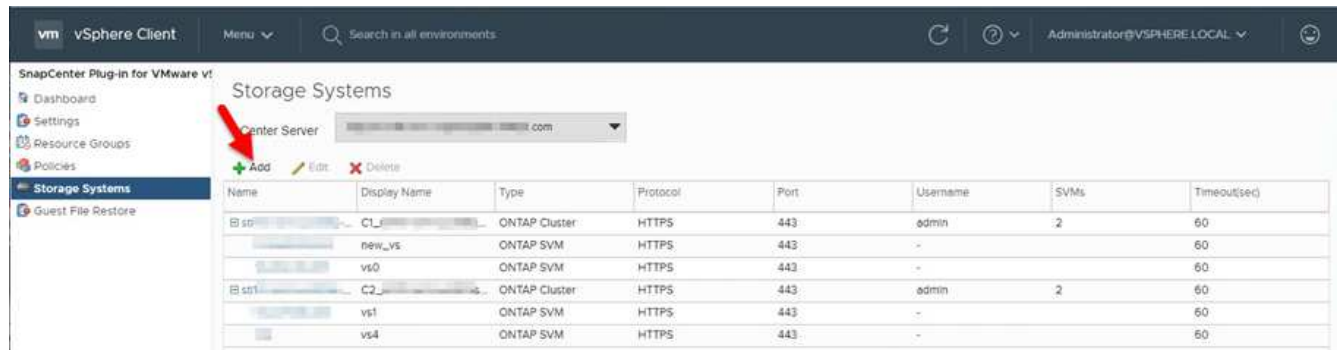 vm vSphere Client Menu Search in all environments Administrator@VSPHERE.LOCAL
SnapCenter Plug-in for VMware vS
Dashboard
Settings
Resource Groups
Policies
Storage Systems
Guest File Restore
Storage Systems
Center Server com
Add Edit Delete
Name Display Name Type Protocol Port Username SVMs Timeout(sec)
C1_ ONTAP Cluster HTTPS 443 admin 2 60
new_vs ONTAP SVM HTTPS 443 - 60
vs0 ONTAP SVM HTTPS 443 - 60
C2_ ONTAP Cluster HTTPS 443 admin 2 60
vs1 ONTAP SVM HTTPS 443 - 60
vs4 ONTAP SVM HTTPS 443 - 60